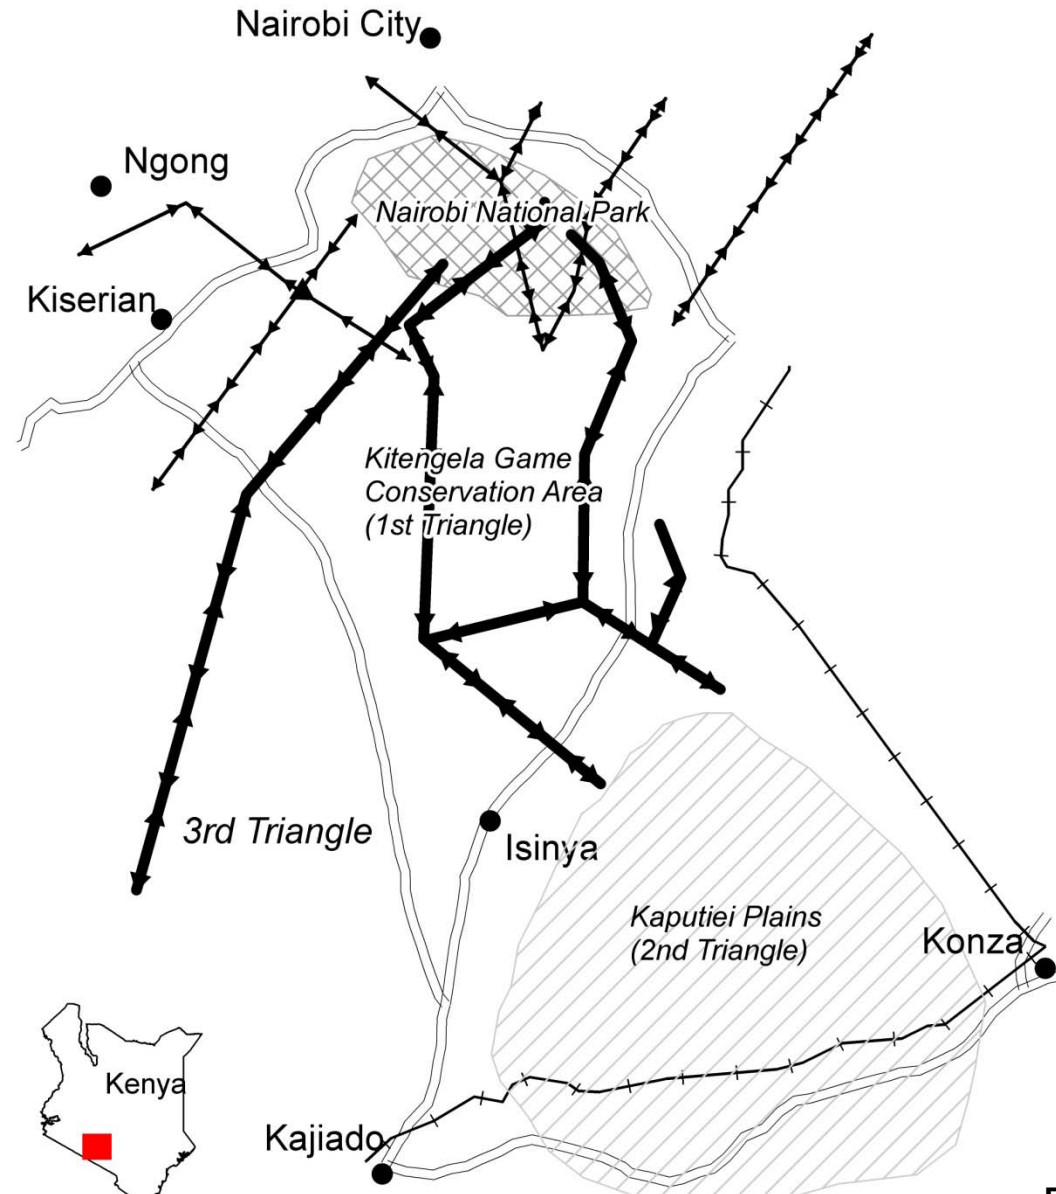 Nairobi City
Ngong
Nairobi National Park
Kiserian
Kitengela Game
Conservation Area
(1st Triangle)
3rd Triangle
Isinya
Kaputiei Plains
(2nd Triangle)
Konza
Kenya
Kajiado